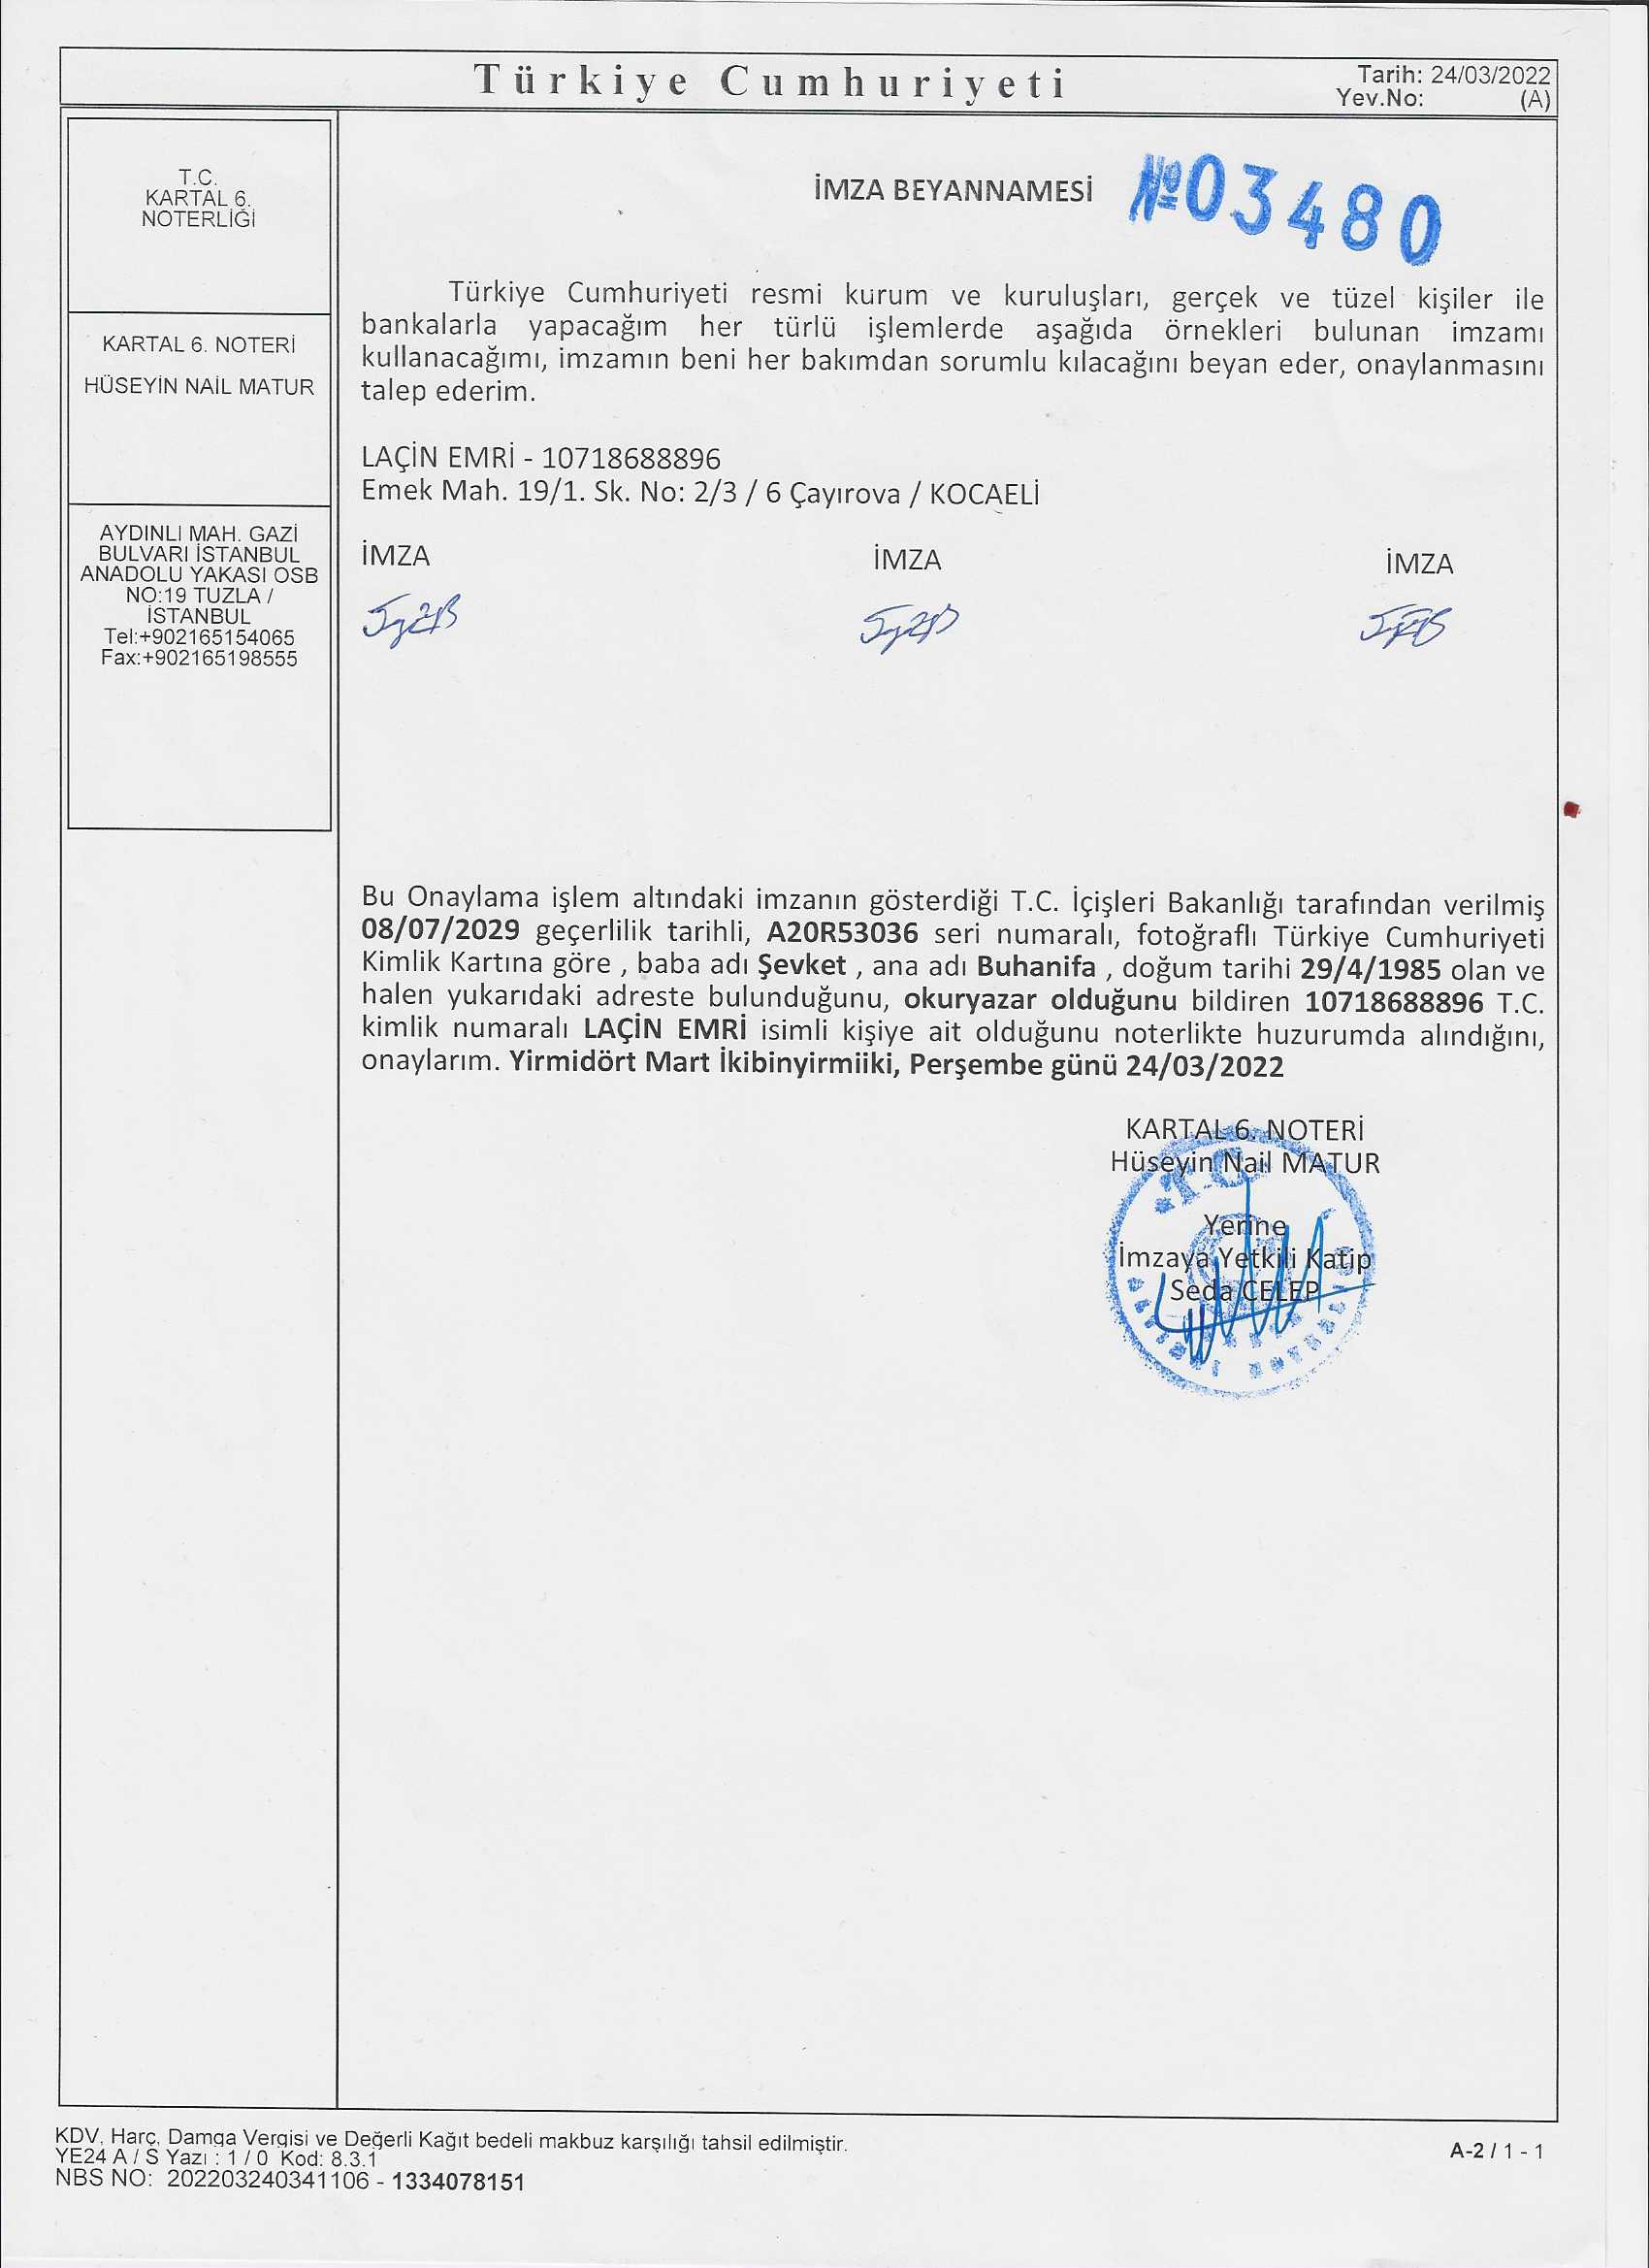 Türkiye Cumhuriyeti
Tarih: 24/03/2022
Yev.No: (A)
T.C.
KARTAL 6.
NOTERLİĞİ
KARTAL 6. NOTERİ
HÜSEYİN NAİL MATUR
AYDINLI MAH. GAZİ
BULVARI İSTANBUL
ANADOLU YAKASI OSB
NO:19 TUZLA /
İSTANBUL
Tel:+902165154065
Fax:+902165198555
İMZA BEYANNAMESİ
№03480
Türkiye Cumhuriyeti resmi kurum ve kuruluşları, gerçek ve tüzel kişiler ile
bankalarla yapacağım her türlü işlemlerde aşağıda örnekleri bulunan imzamı
kullanacağımı, imzamın beni her bakımdan sorumlu kılacağını beyan eder, onaylanmasını
talep ederim.
LAÇİN EMRİ - 10718688896
Emek Mah. 19/1. Sk. No: 2/3 / 6 Çayırova / KOCAELİ
İMZA İMZA İMZA
Bu Onaylama işlem altındaki imzanın gösterdiği T.C. İçişleri Bakanlığı tarafından verilmiş
08/07/2029 geçerlilik tarihli, A20R53036 seri numaralı, fotoğraflı Türkiye Cumhuriyeti
Kimlik Kartına göre , baba adı Şevket , ana adı Buhanifa , doğum tarihi 29/4/1985 olan ve
halen yukarıdaki adreste bulunduğunu, okuryazar olduğunu bildiren 10718688896 T.C.
kimlik numaralı LAÇİN EMRİ isimli kişiye ait olduğunu noterlikte huzurumda alındığını,
onaylarım. Yirmidört Mart İkibinyirmiiki, Perşembe günü 24/03/2022
KARTAL 6. NOTERİ
Hüseyin Nail MATUR
T.C.
Yerine
İmzaya Yetkili Katip
Seda CELEP
KDV, Harç, Damga Vergisi ve Değerli Kağıt bedeli makbuz karşılığı tahsil edilmiştir.
YE24 A / S Yazı : 1 / 0 Kod: 8.3.1
NBS NO: 202203240341106 - 1334078151
A-2 / 1 - 1